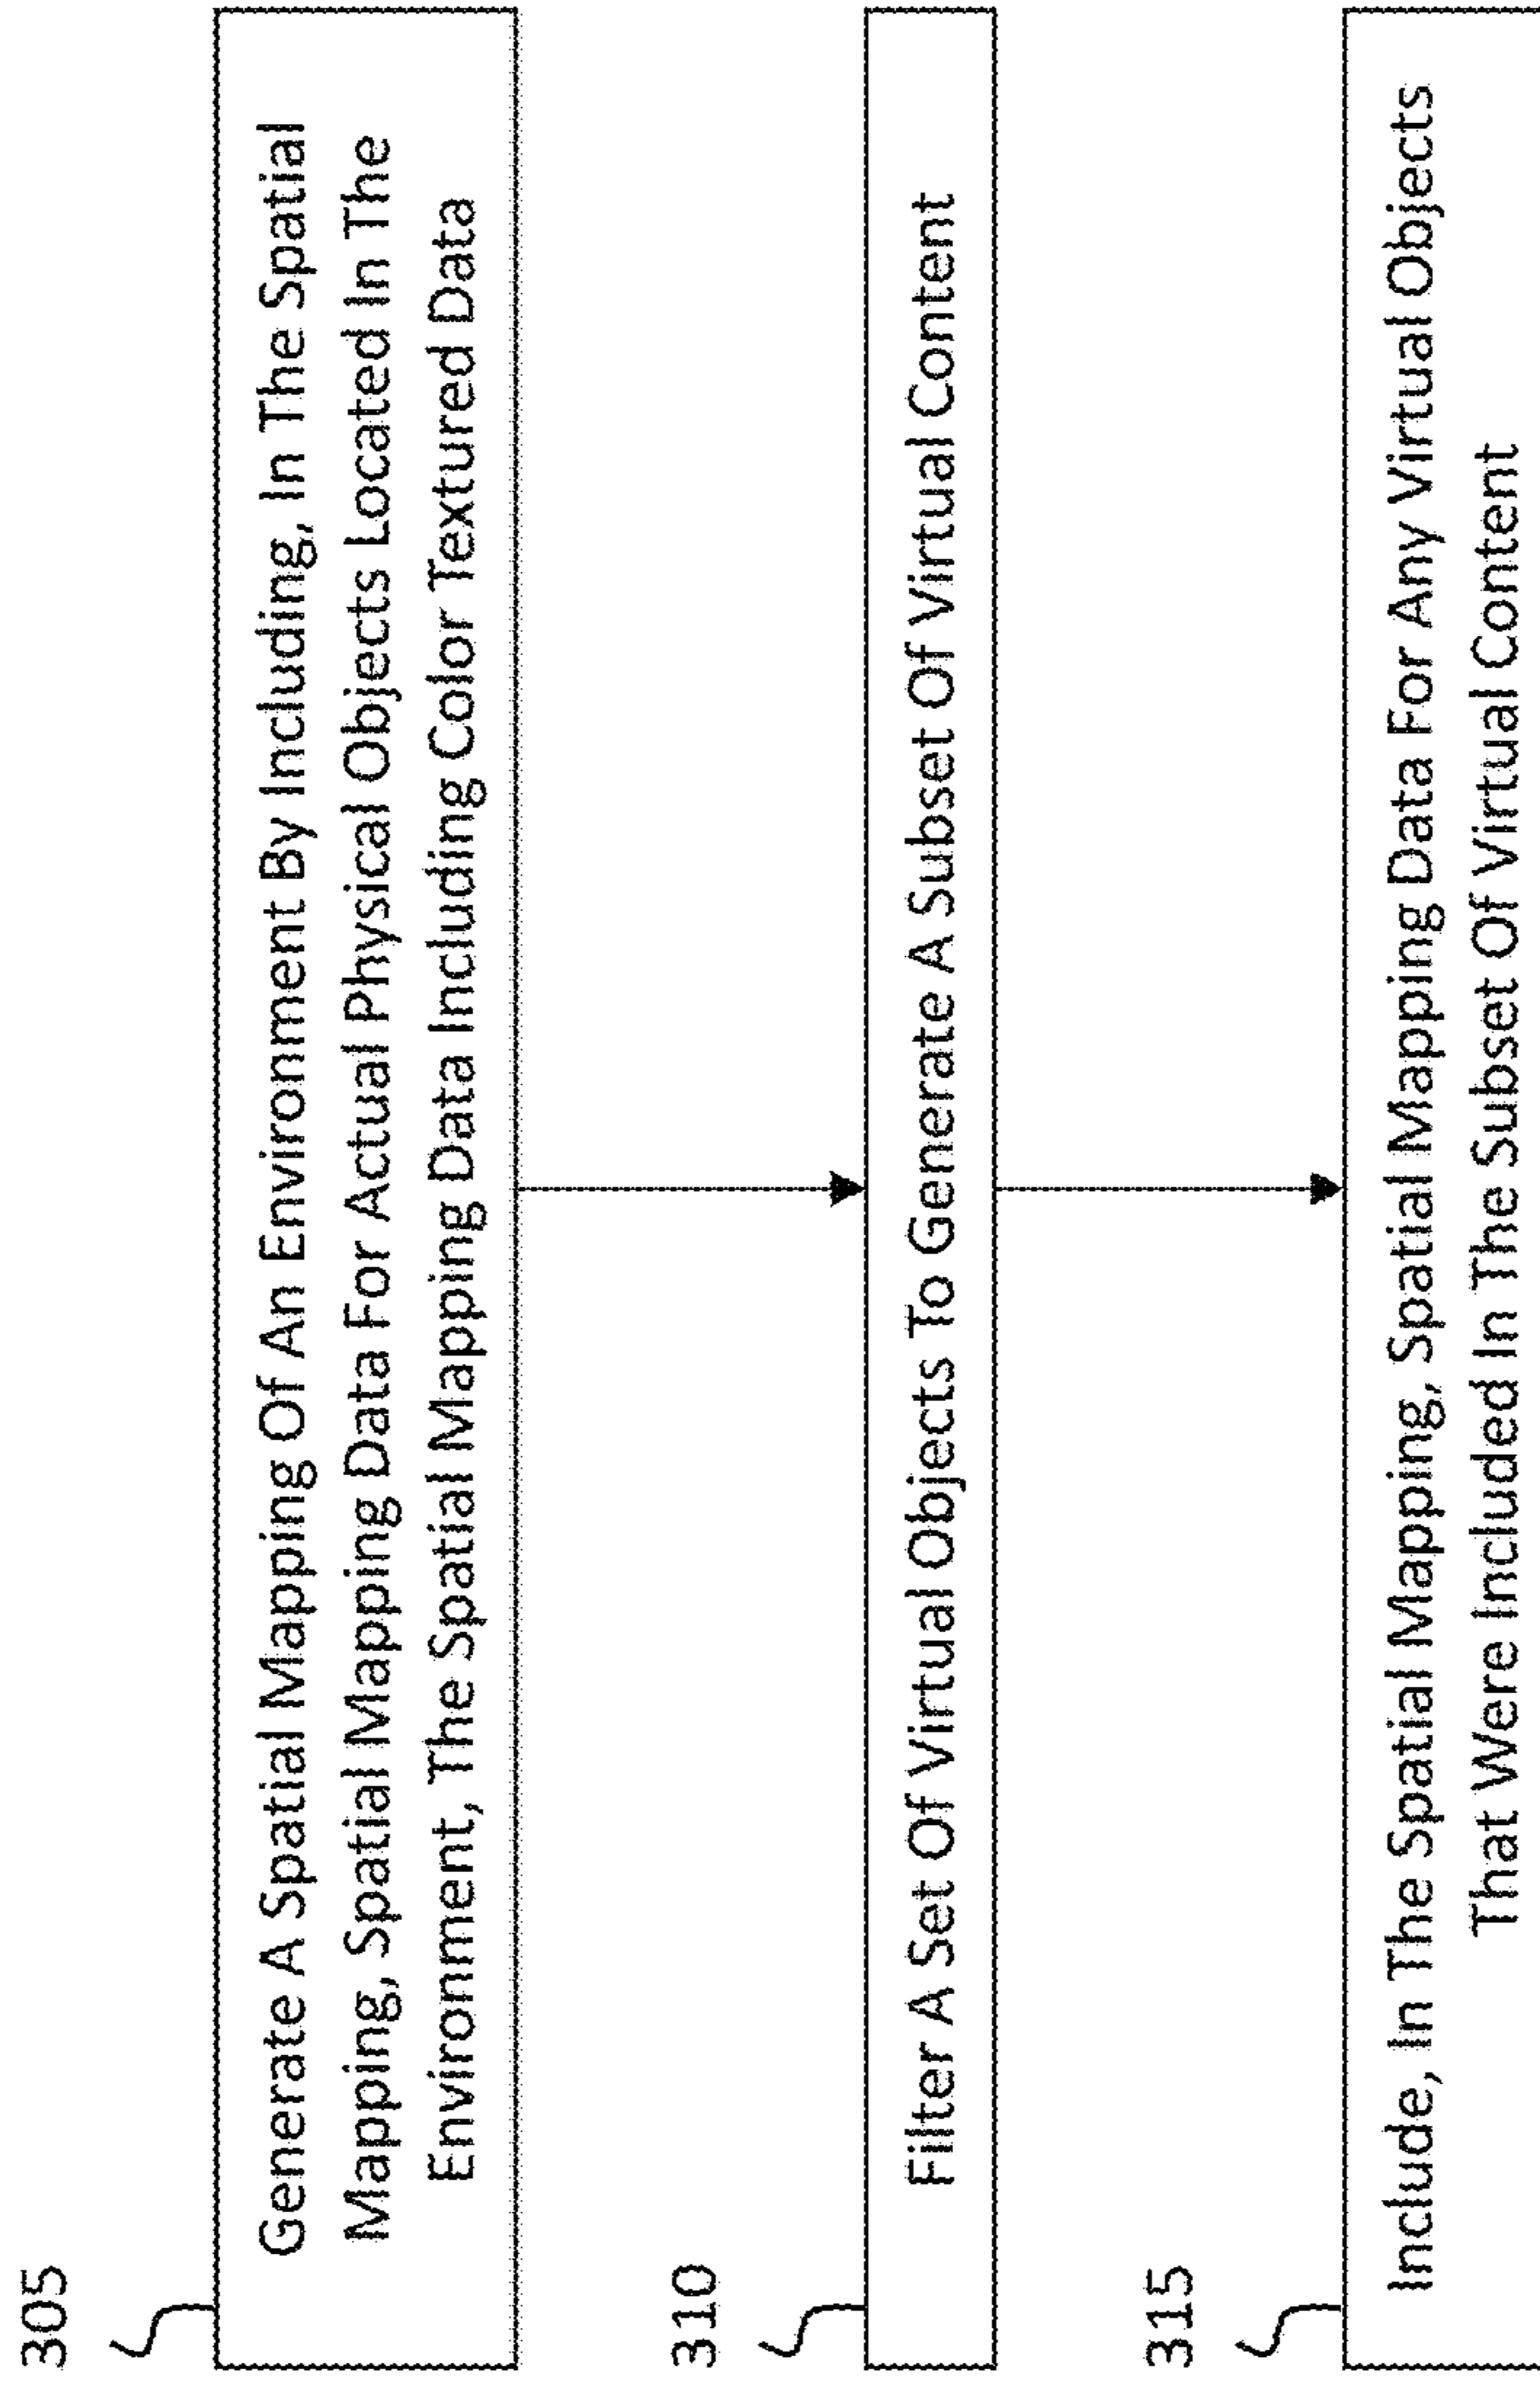 305
Generate A Spatial Mapping Of An Environment By Including, In The Spatial
Mapping, Spatial Mapping Data For Actual Physical Objects Located In The
Environment, The Spatial Mapping Data Including Color Textured Data
310
Filter A Set Of Virtual Objects To Generate A Subset Of Virtual Content
315
Include, In The Spatial Mapping, Spatial Mapping Data For Any Virtual Objects
That Were Included In The Subset Of Virtual Content